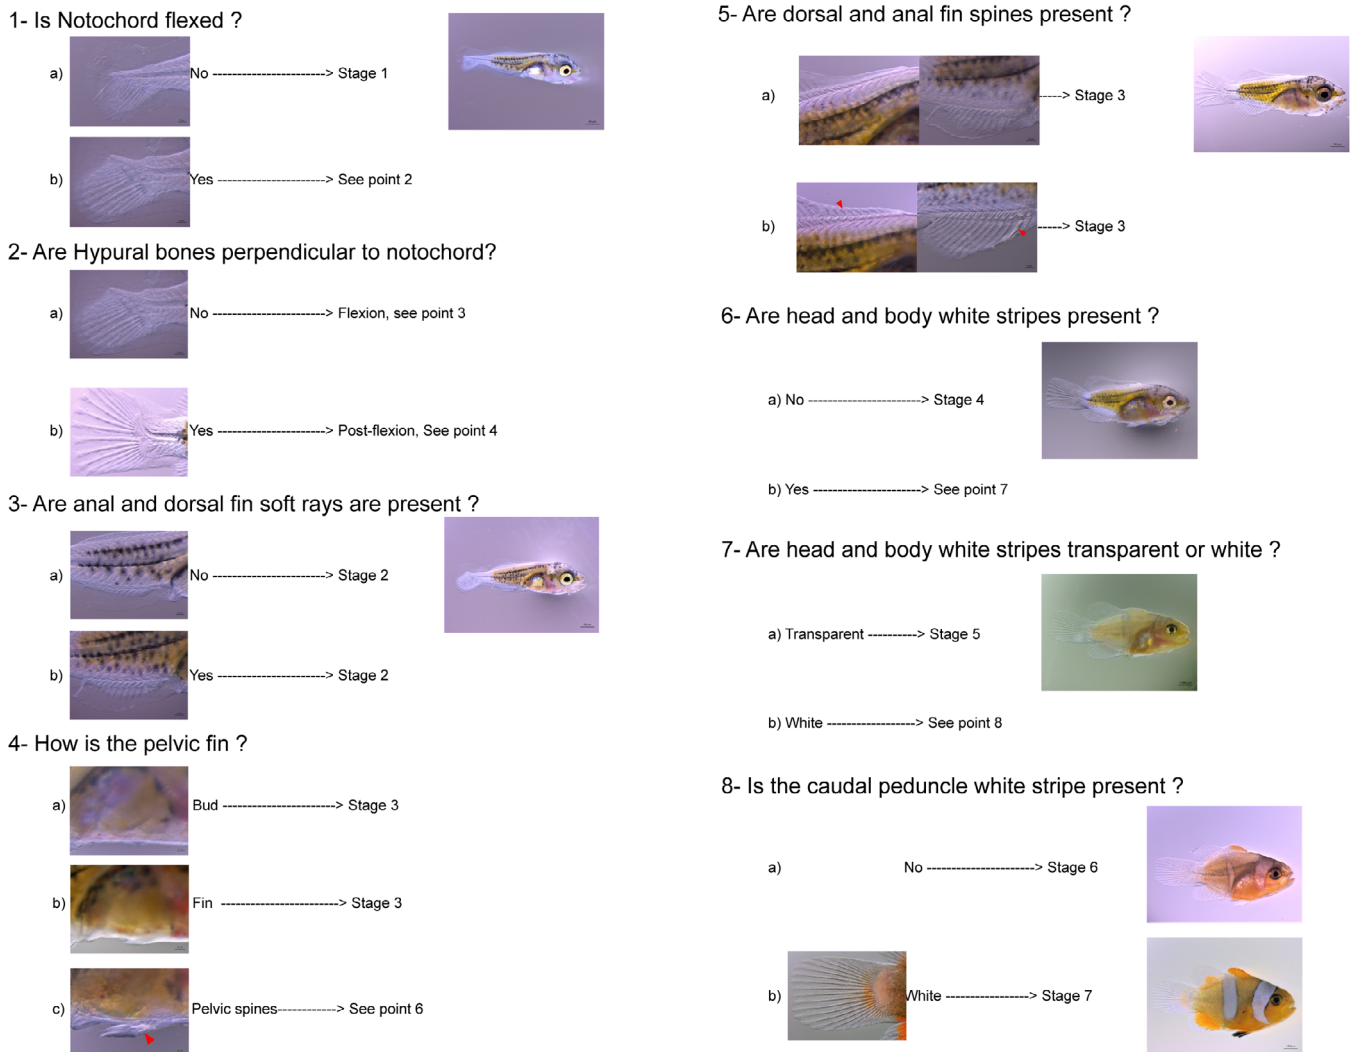 1- Is Notochord flexed ?
a) No -----------------------> Stage 1
b) Yes ----------------------> See point 2
2- Are Hypural bones perpendicular to notochord?
a) No -----------------------> Flexion, see point 3
b) Yes ----------------------> Post-flexion, See point 4
3- Are anal and dorsal fin soft rays are present ?
a) No -----------------------> Stage 2
b) Yes ----------------------> Stage 2
4- How is the pelvic fin ?
a) Bud -----------------------> Stage 3
b) Fin ------------------------> Stage 3
c) Pelvic spines------------> See point 6
5- Are dorsal and anal fin spines present ?
a) -----> Stage 3
b) -----> Stage 3
6- Are head and body white stripes present ?
a) No -----------------------> Stage 4
b) Yes ----------------------> See point 7
7- Are head and body white stripes transparent or white ?
a) Transparent ----------> Stage 5
b) White ------------------> See point 8
8- Is the caudal peduncle white stripe present ?
a) No ----------------------> Stage 6
b) White -----------------> Stage 7